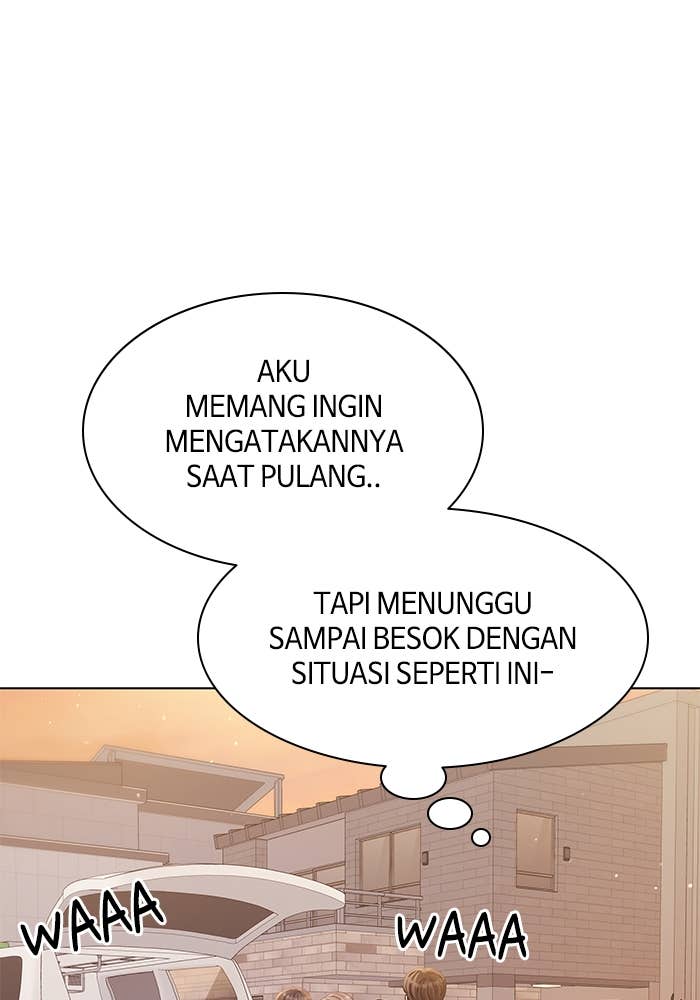 AKU
MEMANG INGIN
MENGATAKANNYA
SAAT PULANG..
TAPI MENUNGGU
SAMPAI BESOK DENGAN
SITUASI SEPERTI INI-
WAAA
WAAA